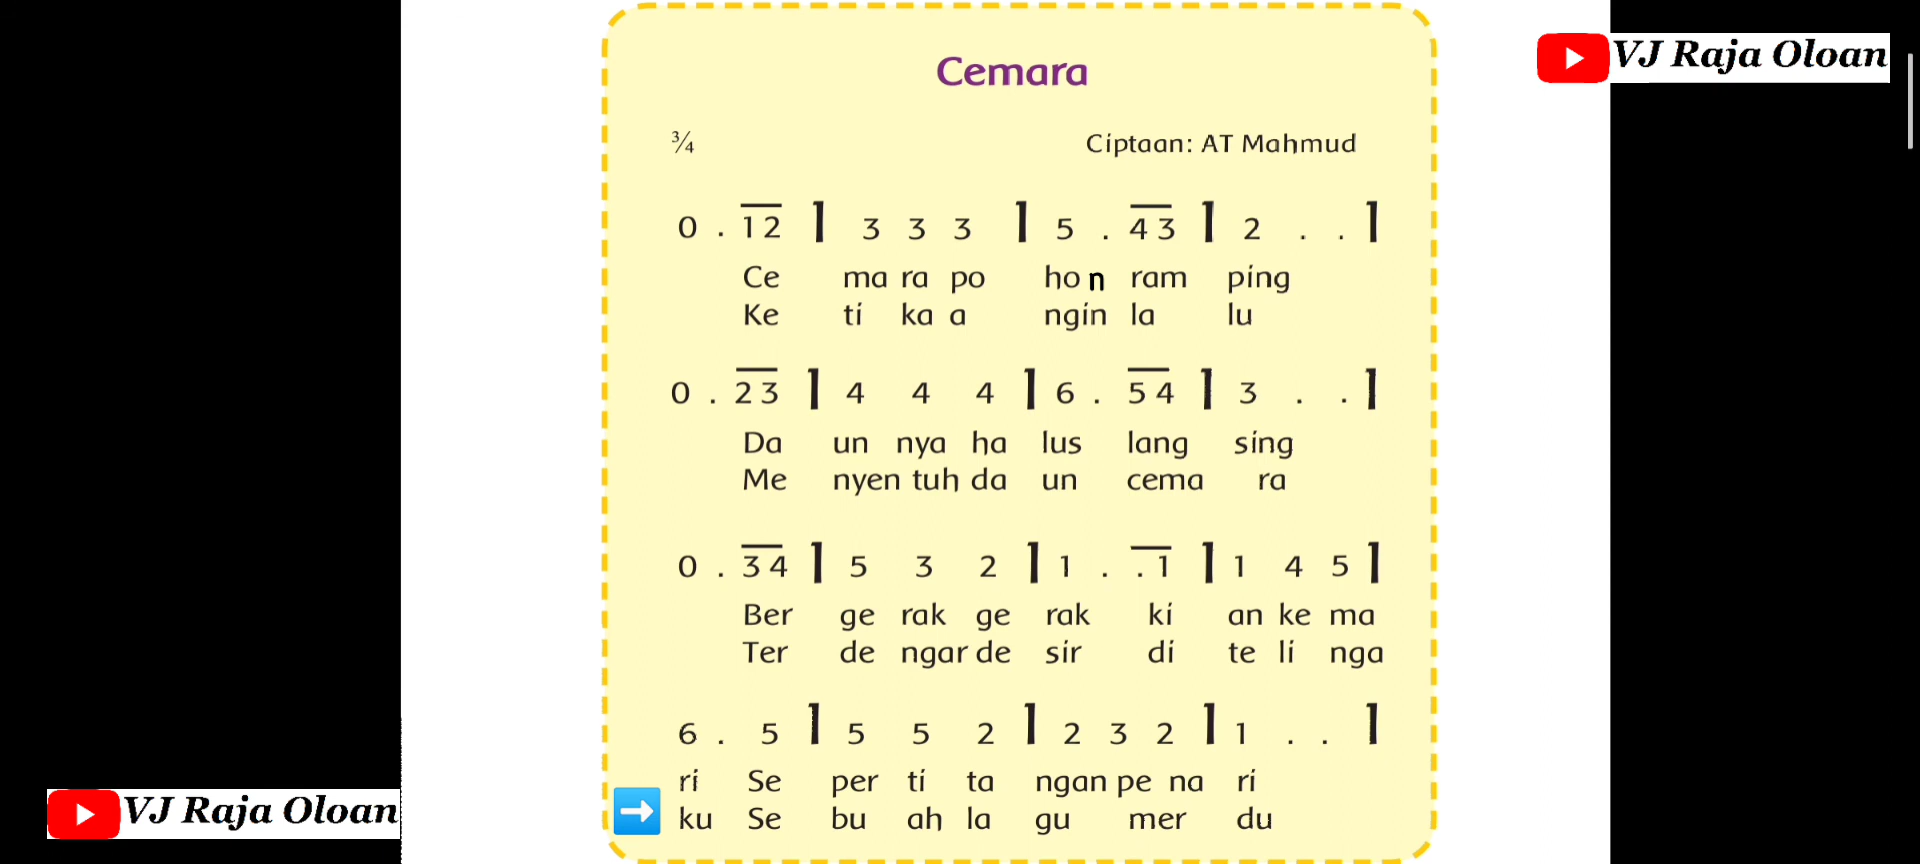 Cemara
VJ Raja Oloan
¾ Ciptaan: AT Mahmud
0 . 12 | 3 3 3 | 5 . 43 | 2 . . |
Ce ma ra po ho n ram ping
Ke ti ka a ngin la lu
0 . 23 | 4 4 4 | 6 . 54 | 3 . . |
Da un nya ha lus lang sing
Me nyen tuh da un cema ra
0 . 34 | 5 3 2 | 1 . .1 | 1 4 5 |
Ber ge rak ge rak ki an ke ma
Ter de ngar de sir di te li nga
6 . 5 | 5 5 2 | 2 3 2 | 1 . . |
ri Se per ti ta ngan pe na ri
ku Se bu ah la gu mer du
VJ Raja Oloan